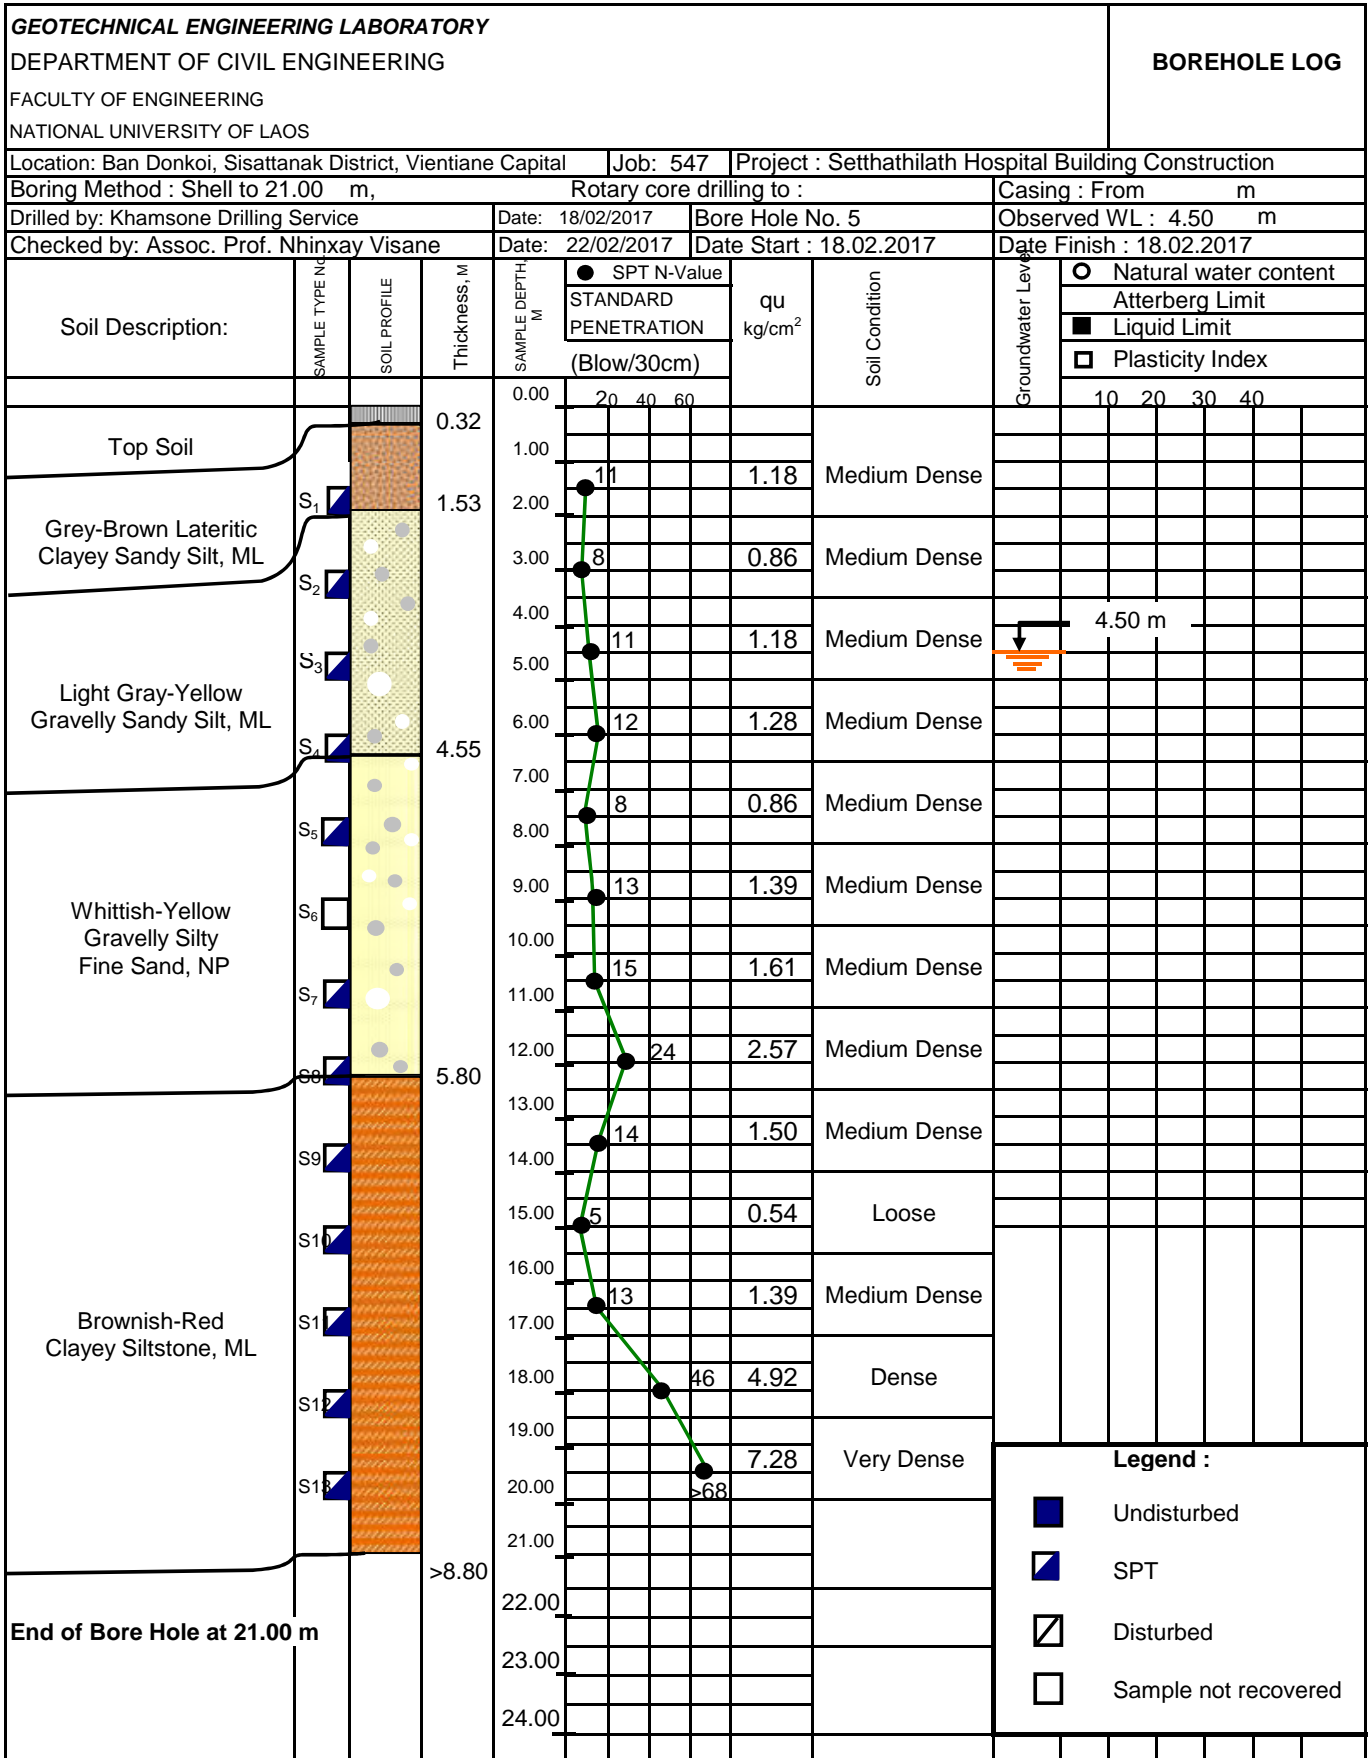 GEOTECHNICAL ENGINEERING LABORATORY
DEPARTMENT OF CIVIL ENGINEERING
FACULTY OF ENGINEERING
NATIONAL UNIVERSITY OF LAOS
BOREHOLE LOG
Location: Ban Donkoi, Sisattanak District, Vientiane Capital
Job: 547
Project : Setthathilath Hospital Building Construction
Boring Method : Shell to 21.00 m,
Rotary core drilling to :
Casing : From m
Drilled by: Khamsone Drilling Service
Date: 18/02/2017
Bore Hole No. 5
Observed WL : 4.50 m
Checked by: Assoc. Prof. Nhinxay Visane
Date: 22/02/2017
Date Start : 18.02.2017
Date Finish : 18.02.2017
Soil Description:
SAMPLE TYPE No
SOIL PROFILE
Thickness, M
SAMPLE DEPTH,
M
SPT N-Value
STANDARD
PENETRATION
(Blow/30cm)
qu
kg/cm2
Soil Condition
Groundwater Level
Natural water content
Atterberg Limit
Liquid Limit
Plasticity Index
0.00
20 40 60
10 20 30 40
0.32
Top Soil
1.00
11
1.18
Medium Dense
S1
1.53
2.00
Grey-Brown Lateritic
Clayey Sandy Silt, ML
3.00
8
0.86
Medium Dense
S2
4.00
4.50 m
11
1.18
Medium Dense
S3
5.00
Light Gray-Yellow
Gravelly Sandy Silt, ML
6.00
12
1.28
Medium Dense
S4
4.55
7.00
8
0.86
Medium Dense
S5
8.00
9.00
13
1.39
Medium Dense
Whittish-Yellow
Gravelly Silty
Fine Sand, NP
S6
10.00
15
1.61
Medium Dense
S7
11.00
12.00
24
2.57
Medium Dense
S8
5.80
13.00
14
1.50
Medium Dense
S9
14.00
15.00
5
0.54
Loose
S10
16.00
13
1.39
Medium Dense
Brownish-Red
Clayey Siltstone, ML
S11
17.00
18.00
46
4.92
Dense
S12
19.00
7.28
Very Dense
S13
20.00
>68
21.00
>8.80
22.00
End of Bore Hole at 21.00 m
23.00
24.00
Legend :
Undisturbed
SPT
Disturbed
Sample not recovered